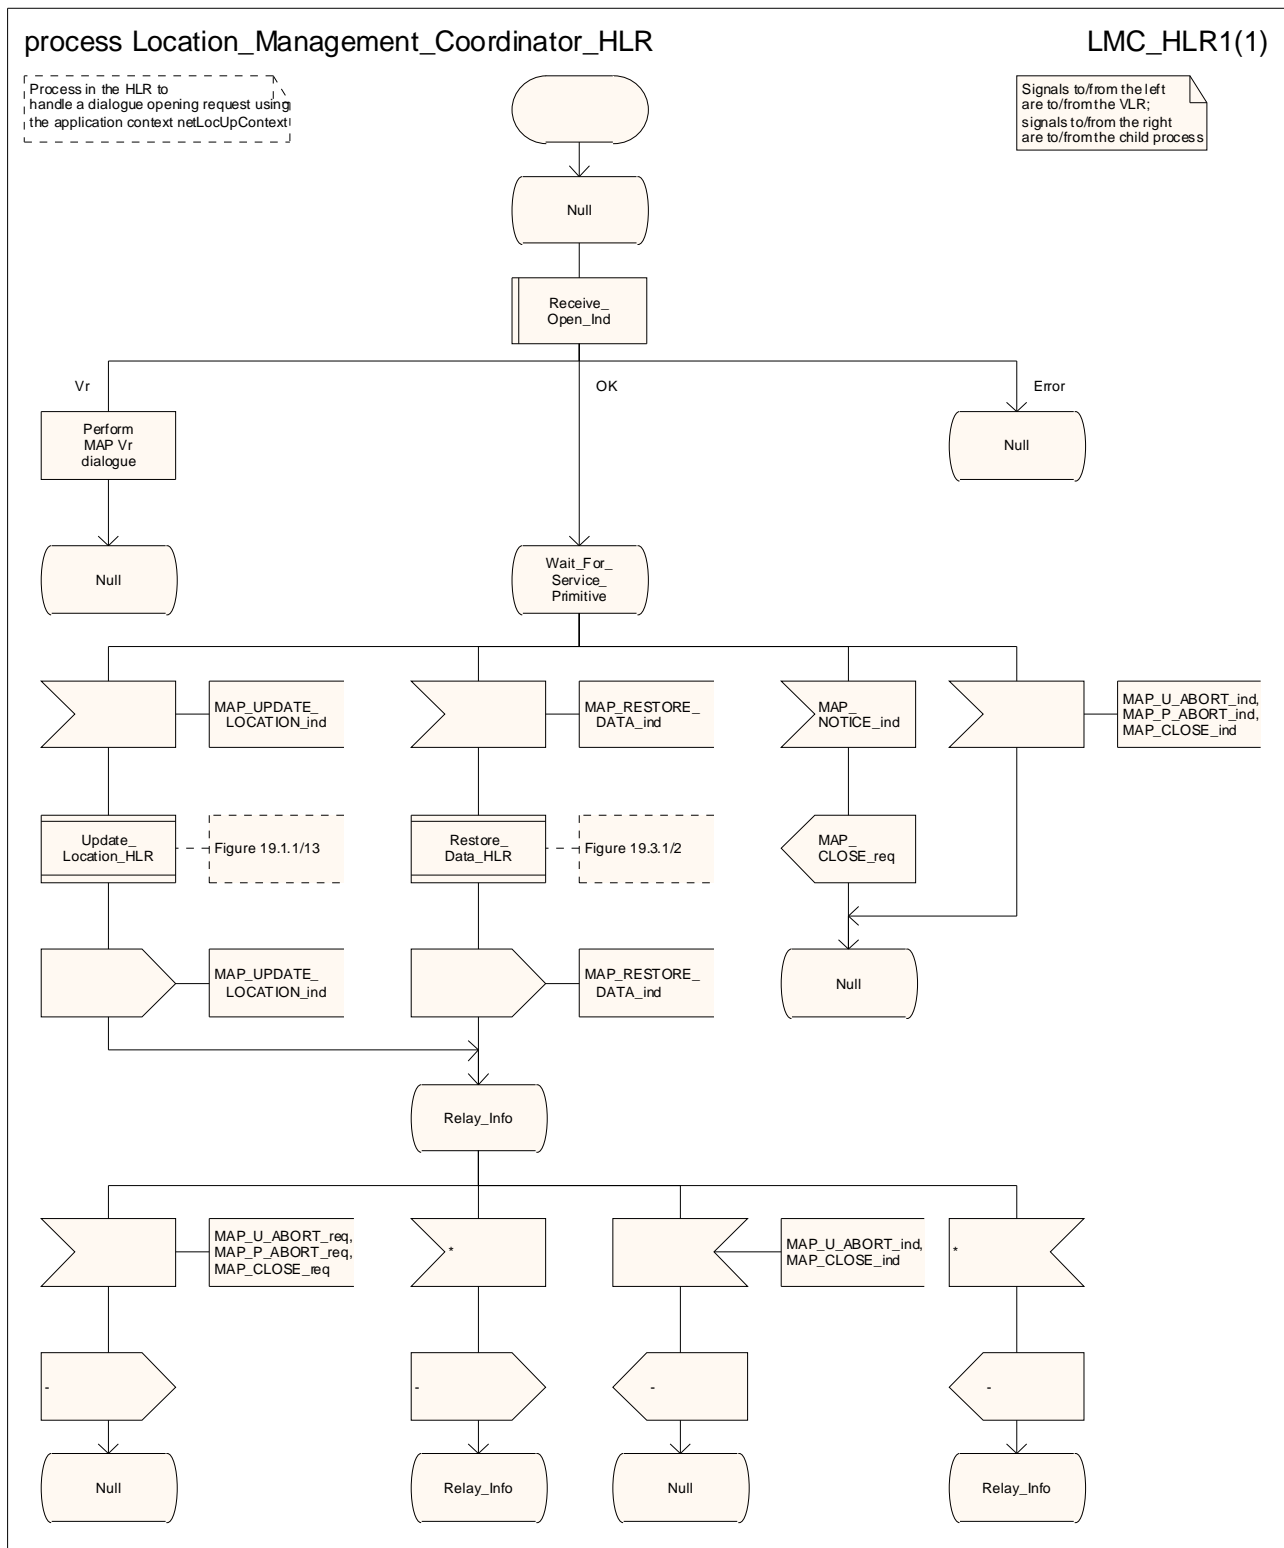 process Location_Management_Coordinator_HLR
LMC_HLR1(1)
Process in the HLR to
handle a dialogue opening request using
the application context netLocUpContext
Signals to/from the left
are to/from the VLR;
signals to/from the right
are to/from the child process
Null
Receive_
Open_Ind
Vr
OK
Error
Perform
MAP Vr
dialogue
Null
Null
Wait_For_
Service_
Primitive
Null
MAP_UPDATE_
LOCATION_ind
MAP_RESTORE_
DATA_ind
MAP_
NOTICE_ind
MAP_U_ABORT_ind,
MAP_P_ABORT_ind,
MAP_CLOSE_ind
Update_
Location_HLR
Figure 19.1.1/13
Restore_
Data_HLR
Figure 19.3.1/2
MAP_
CLOSE_req
MAP_UPDATE_
LOCATION_ind
MAP_RESTORE_
DATA_ind
Null
Relay_Info
MAP_U_ABORT_req,
MAP_P_ABORT_req,
MAP_CLOSE_req
*
MAP_U_ABORT_ind,
MAP_CLOSE_ind
*
-
-
-
-
Null
Relay_Info
Null
Relay_Info